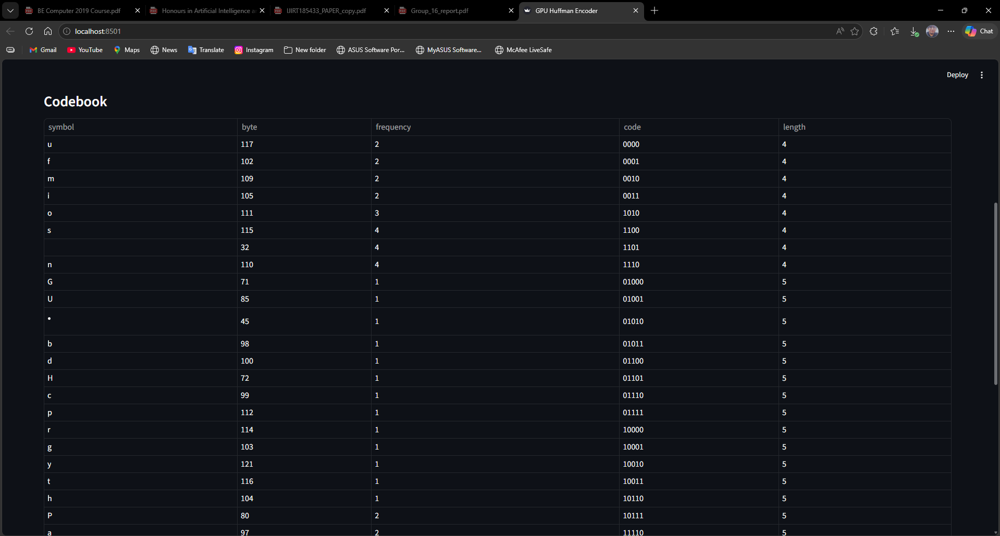 BE Computer 2019 Course.pdf
Honours in Artificial Intelligence a
IJIRT185433_PAPER_copy.pdf
Group_16_report.pdf
GPU Huffman Encoder
localhost:8501
Chat
Gmail
YouTube
Maps
News
Translate
Instagram
New folder
ASUS Software Por...
MyASUS Software...
McAfee LiveSafe
Deploy
Codebook
symbol byte frequency code length
u 117 2 0000 4
f 102 2 0001 4
m 109 2 0010 4
i 105 2 0011 4
o 111 3 1010 4
s 115 4 1100 4
32 4 1101 4
n 110 4 1110 4
G 71 1 01000 5
U 85 1 01001 5
• 45 1 01010 5
b 98 1 01011 5
d 100 1 01100 5
H 72 1 01101 5
c 99 1 01110 5
p 112 1 01111 5
r 114 1 10000 5
g 103 1 10001 5
y 121 1 10010 5
t 116 1 10011 5
h 104 1 10110 5
P 80 2 10111 5
a 97 2 11110 5